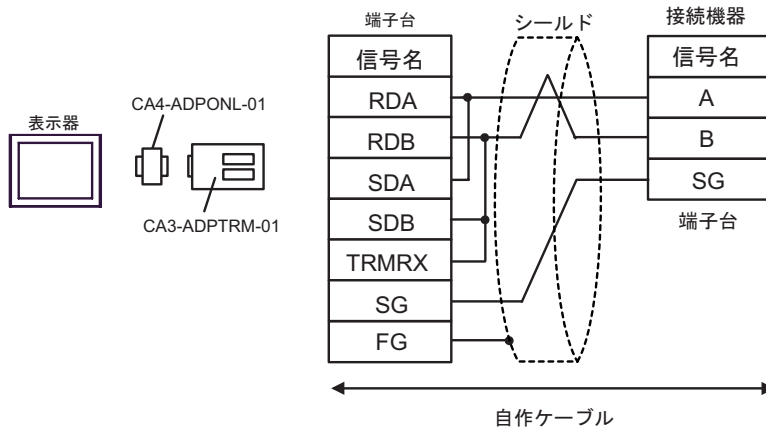 表示器
CA4-ADPONL-01
CA3-ADPTRM-01
端子台
信号名
RDA
RDB
SDA
SDB
TRMRX
SG
FG
シールド
接続機器
信号名
A
B
SG
端子台
自作ケーブル